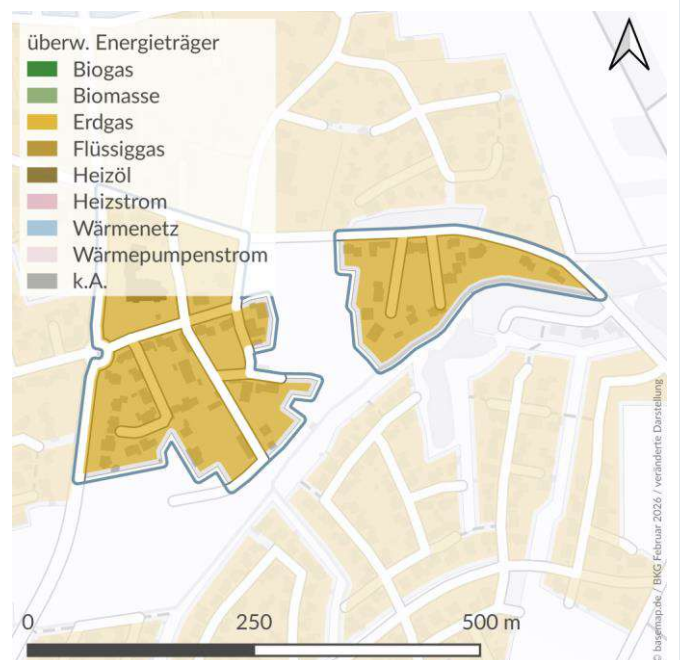 überw. Energieträger
Biogas
Biomasse
Erdgas
Flüssiggas
Heizöl
Heizstrom
Wärmenetz
Wärmepumpenstrom
k.A.
0 250 500 m
© basemap.de / BKG Februar 2026 / veränderte Darstellung